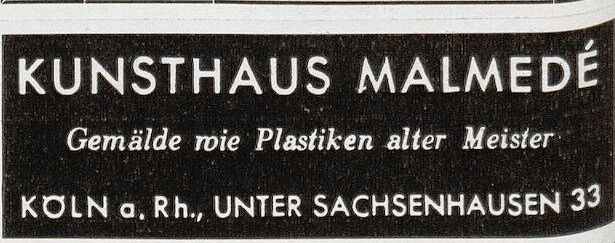 KUNSTHAUS MALMEDÉ
Gemälde wie Plastiken alter Meister
KÖLN a. Rh., UNTER SACHSENHAUSEN 33